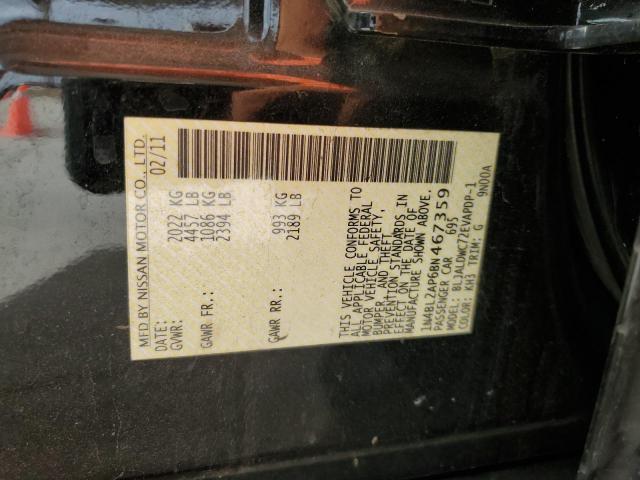 MFD BY NISSAN MOTOR CO., LTD.
DATE: 02/11
GVWR: 2022 KG
4457 LB
GAWR FR.: 1086 KG
2394 LB
GAWR RR.: 993 KG
2189 LB
THIS VEHICLE CONFORMS TO
ALL APPLICABLE FEDERAL
MOTOR VEHICLE SAFETY,
BUMPER, AND THEFT
PREVENTION STANDARDS IN
EFFECT ON THE DATE OF
MANUFACTURE SHOWN ABOVE.
1N4BL2AP6BN467359
PASSENGER CAR 695
MODEL: BLJALDWC7ZEVAPDP-1
COLOR: KH3 TRIM: G 9N00A